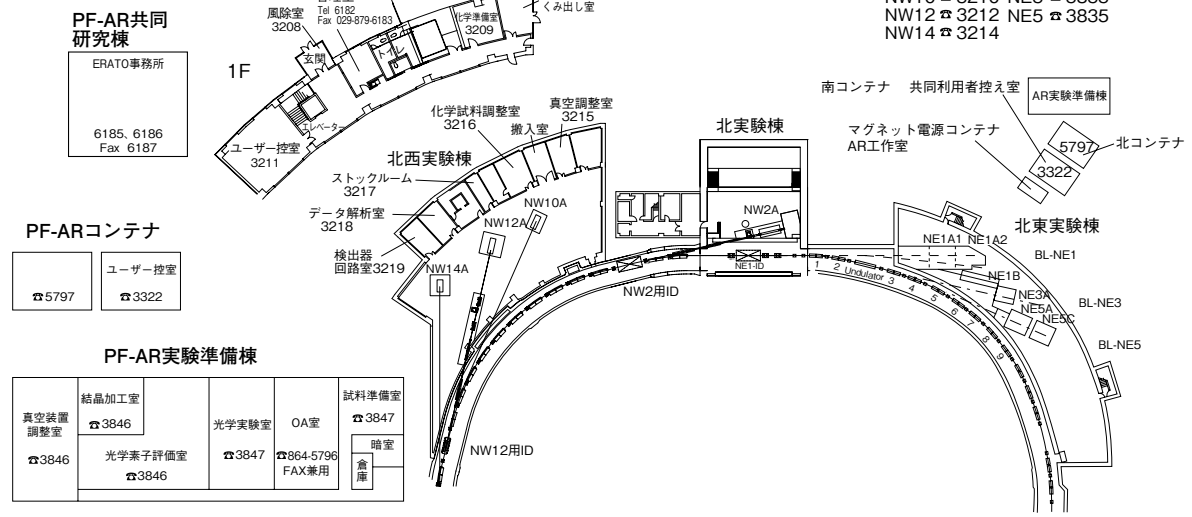 PF-AR共同
研究棟
ERATO事務所
6185、6186
Fax 6187
風除室
3208
Tel 6182
Fax 029-879-6183
化学準備室
3209
くみ出し室
玄関
トイレ
1F
エレベーター
ユーザー控室
3211
NW12 ☎ 3212 NE5 ☎ 3835
NW14 ☎ 3214
南コンテナ
共同利用者控え室
AR実験準備棟
マグネット電源コンテナ
AR工作室
5797
北コンテナ
3322
化学試料調整室
3216
真空調整室
3215
搬入室
北西実験棟
ストックルーム
3217
データ解析室
3218
検出器
回路室3219
NW10A
NW12A
NW14A
北実験棟
NW2A
NE1-ID
NW2用ID
NW12用ID
1 2 Undulator 3 4 5 6 7 8 9
北東実験棟
NE1A1 NE1A2
BL-NE1
NE1B
NE3A
BL-NE3
NE5A
NE5C
BL-NE5
PF-ARコンテナ
☎5797
ユーザー控室
☎3322
PF-AR実験準備棟
真空装置
調整室
☎3846
結晶加工室
☎3846
光学素子評価室
☎3846
光学実験室
☎3847
OA室
☎864-5796
FAX兼用
試料準備室
☎3847
暗室
倉庫